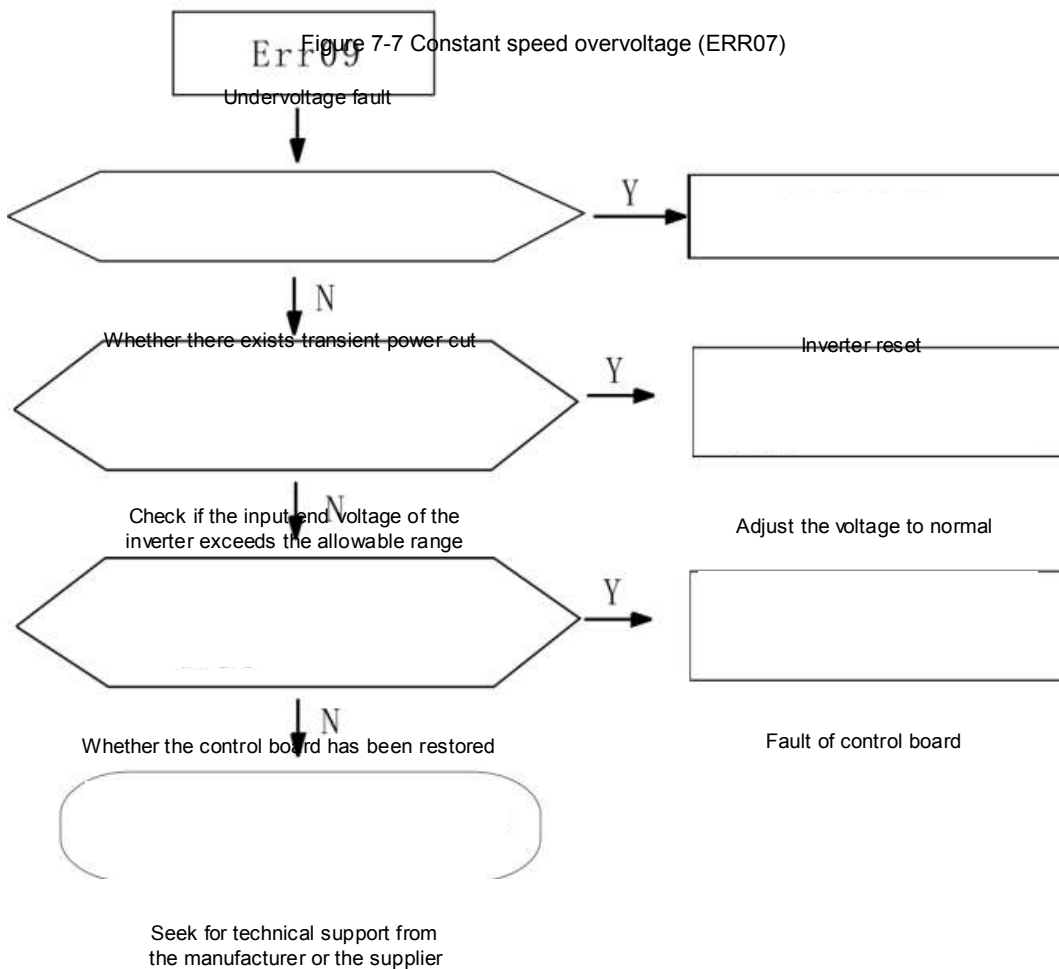 Figure 7-7 Constant speed overvoltage (ERR07)
Err09
Undervoltage fault
Y
N
Whether there exists transient power cut
Inverter reset
Y
N
Check if the input end voltage of the
inverter exceeds the allowable range
Adjust the voltage to normal
Y
N
Whether the control board has been restored
Fault of control board
Seek for technical support from
the manufacturer or the supplier